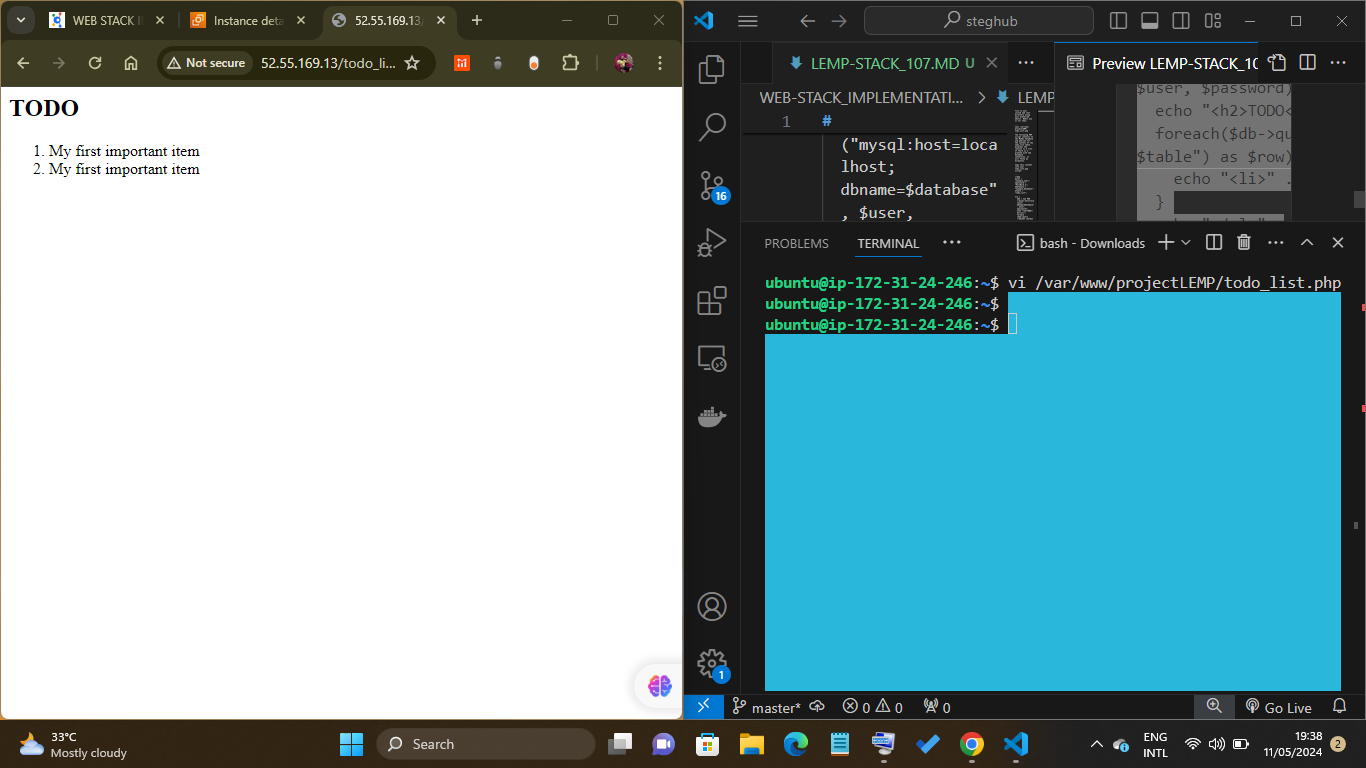 WEB STACK I
Instance deta
52.55.169.13/
Not secure
52.55.169.13/todo_li...
TODO
1. My first important item
2. My first important item
steghub
LEMP-STACK_107.MD U
Preview LEMP-STACK_10
WEB-STACK_IMPLEMENTATI... > LEMP
1 #
("mysql:host=loca
lhost;
dbname=$database"
, $user,
$user, $password)
echo "<h2>TODO<
foreach($db->qu
$table") as $row)
echo "<li>" .
}
PROBLEMS
TERMINAL
bash - Downloads
ubuntu@ip-172-31-24-246:~$ vi /var/www/projectLEMP/todo_list.php
ubuntu@ip-172-31-24-246:~$
ubuntu@ip-172-31-24-246:~$
16
1
master*
0
0
0
Go Live
33°C
Mostly cloudy
Search
ENG
INTL
19:38
11/05/2024
2